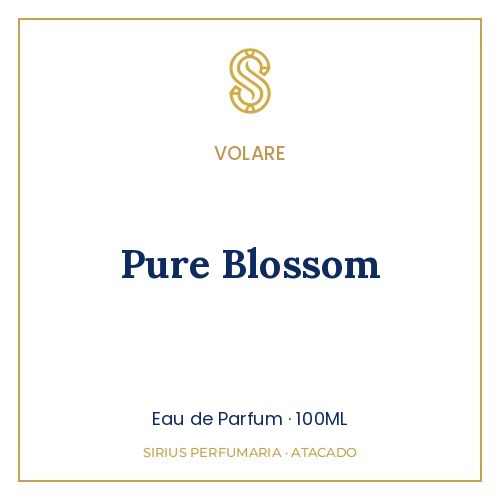 VOLARE
Pure Blossom
Eau de Parfum · 100ML
SIRIUS PERFUMARIA · ATACADO